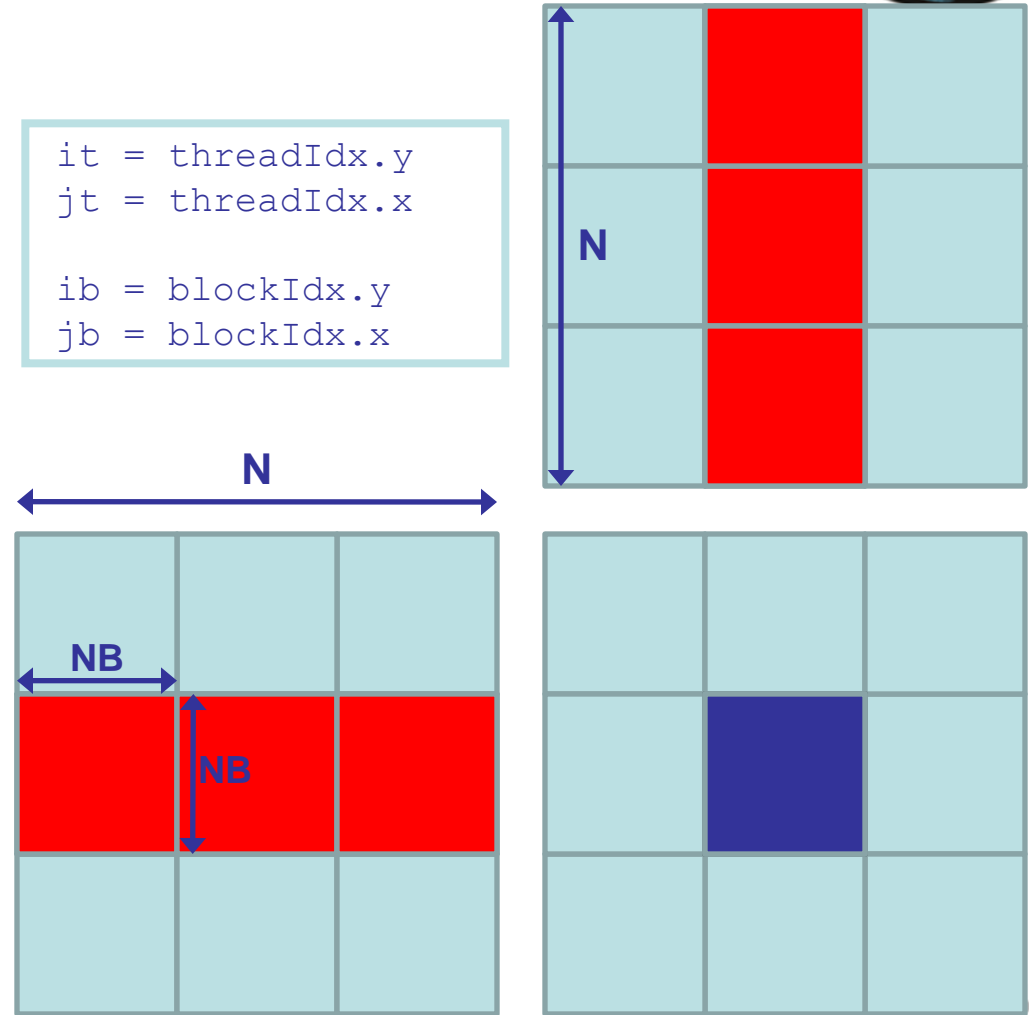 it = threadIdx.y
jt = threadIdx.x
ib = blockIdx.y
jb = blockIdx.x
N
N
NB
NB